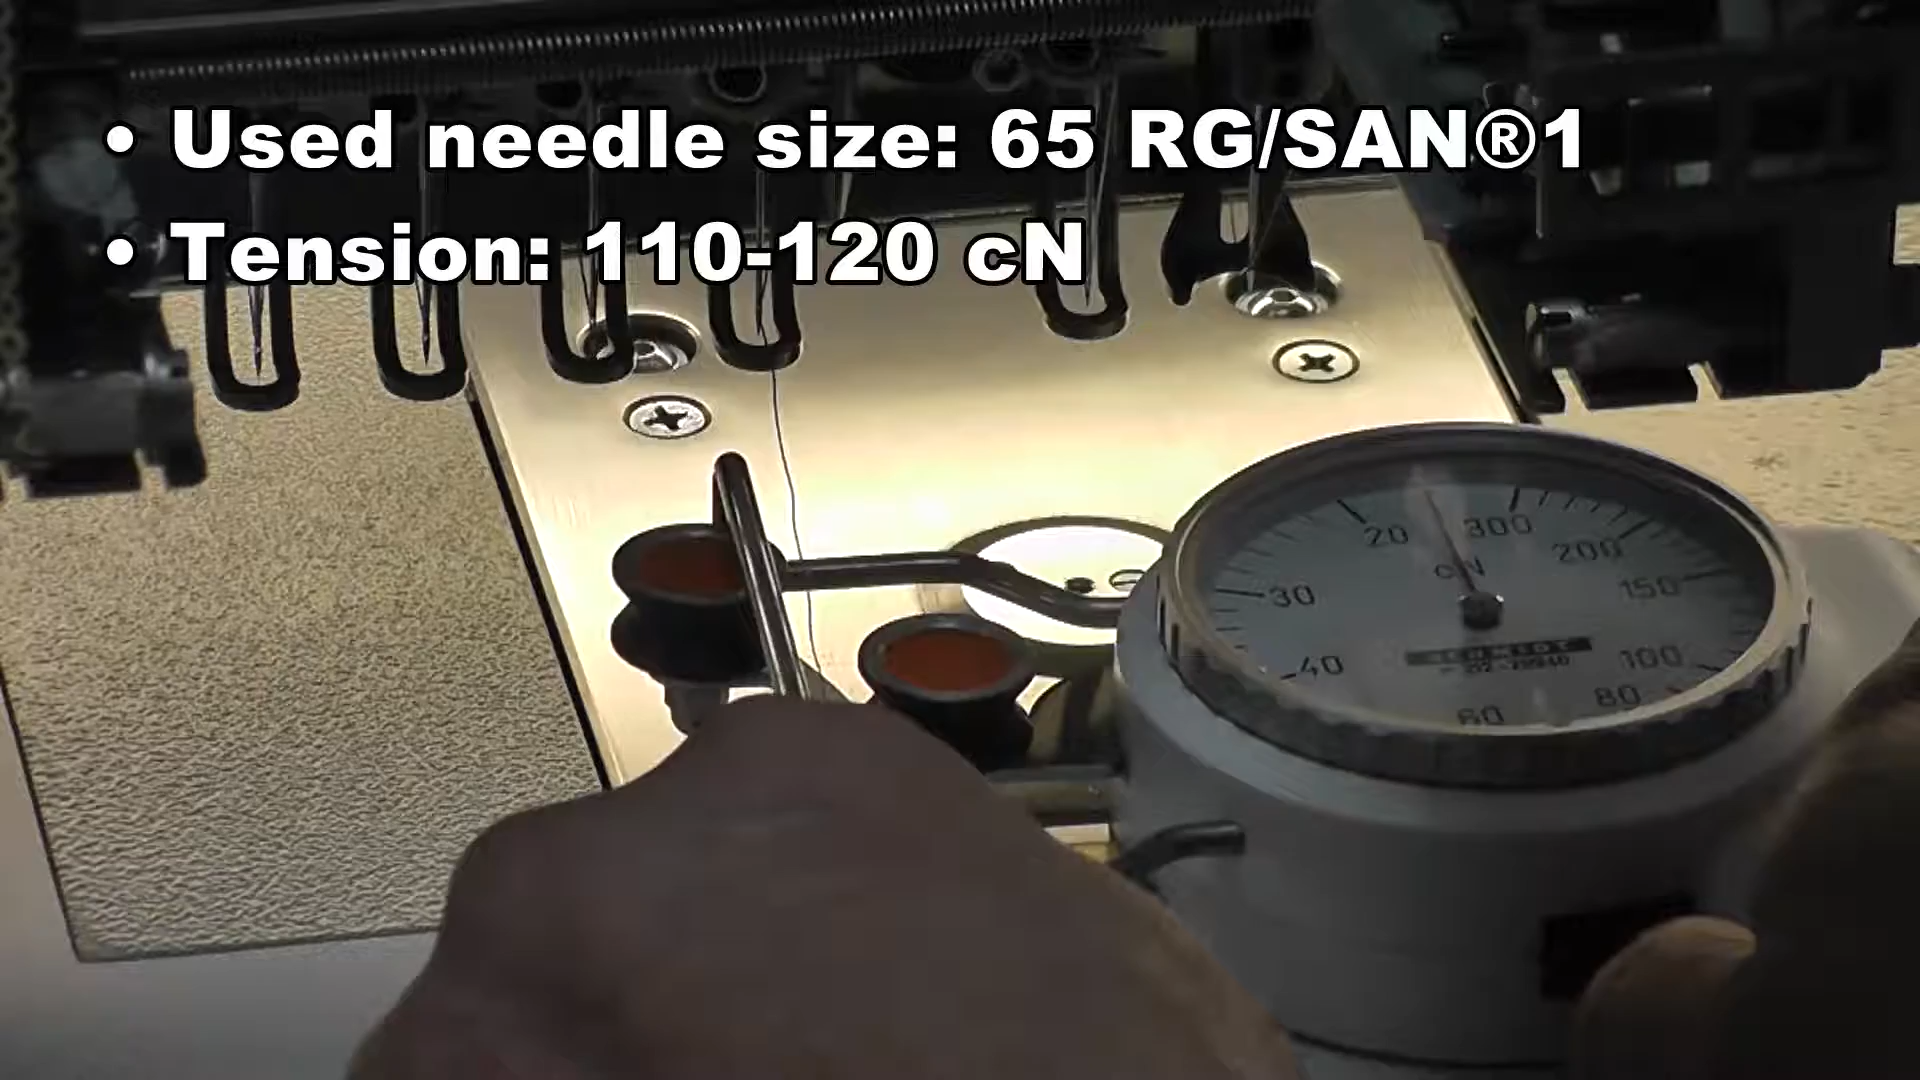 • Used needle size: 65 RG/SAN®1
• Tension: 110-120 cN
20
300
200
cN
30
150
40
100
80
60
SCHMIDT